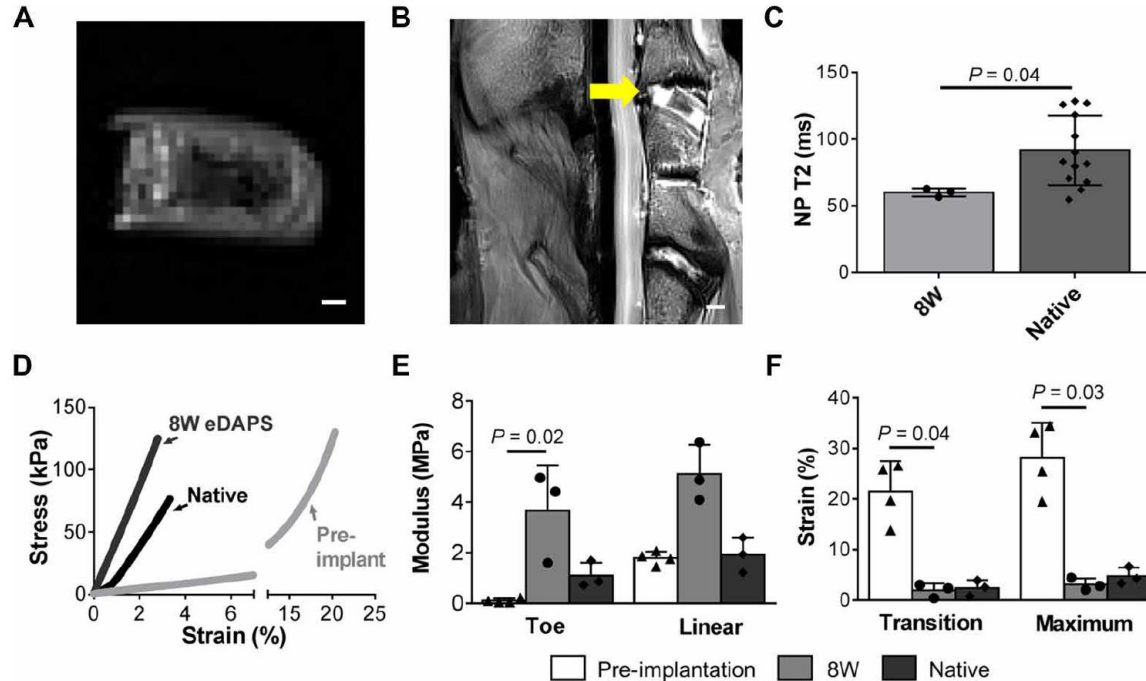 A
B
C
150
100
50
0
NP T2 (ms)
P = 0.04
8W
Native
D
150
100
50
0
Stress (kPa)
8W eDAPS
Native
Pre-
implant
0 2 4 6 15 20 25
Strain (%)
E
8
6
4
2
0
Modulus (MPa)
P = 0.02
Toe Linear
F
40
30
20
10
0
Strain (%)
P = 0.04
P = 0.03
Transition Maximum
Pre-implantation 8W Native